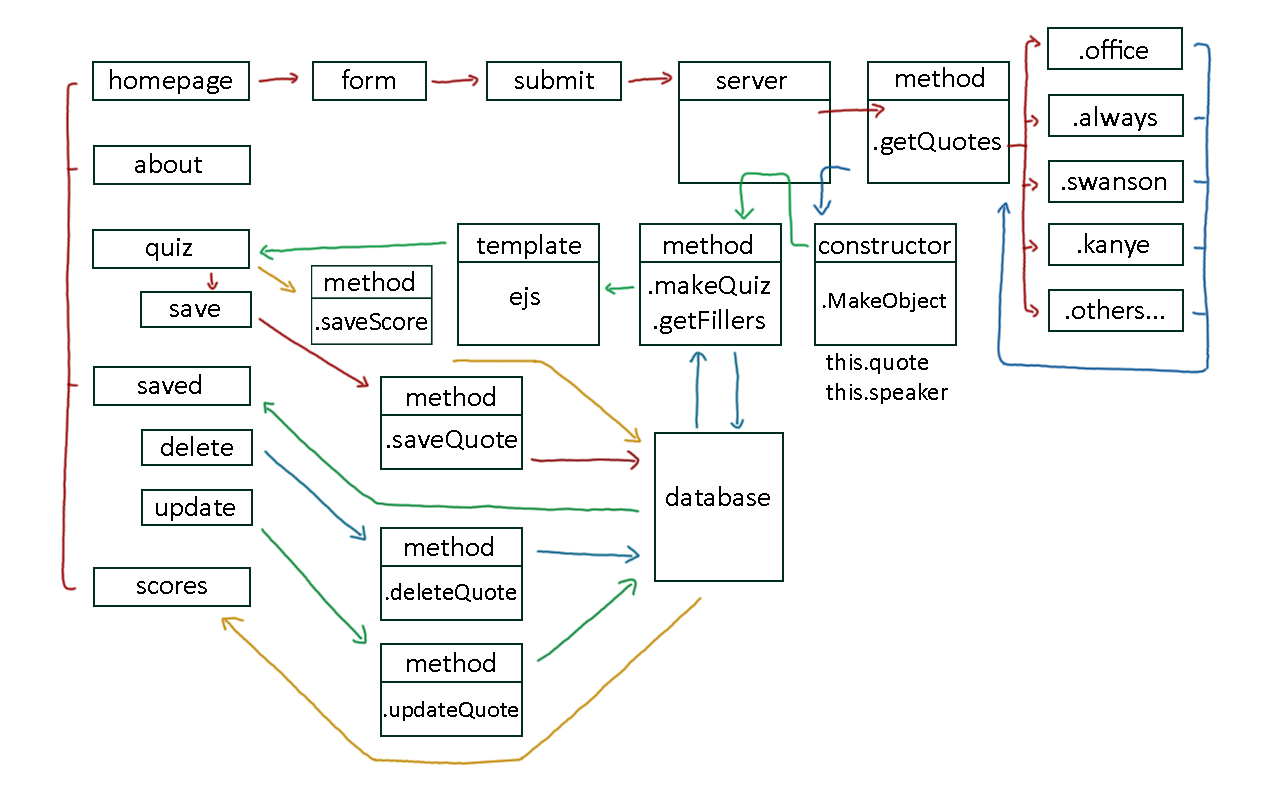 homepage
form
submit
server
method
.getQuotes
.office
.always
.swanson
.kanye
.others...
about
quiz
save
method
.saveScore
template
ejs
method
.makeQuiz
.getFillers
constructor
.MakeObject
this.quote
this.speaker
saved
delete
update
method
.saveQuote
database
method
.deleteQuote
method
.updateQuote
scores